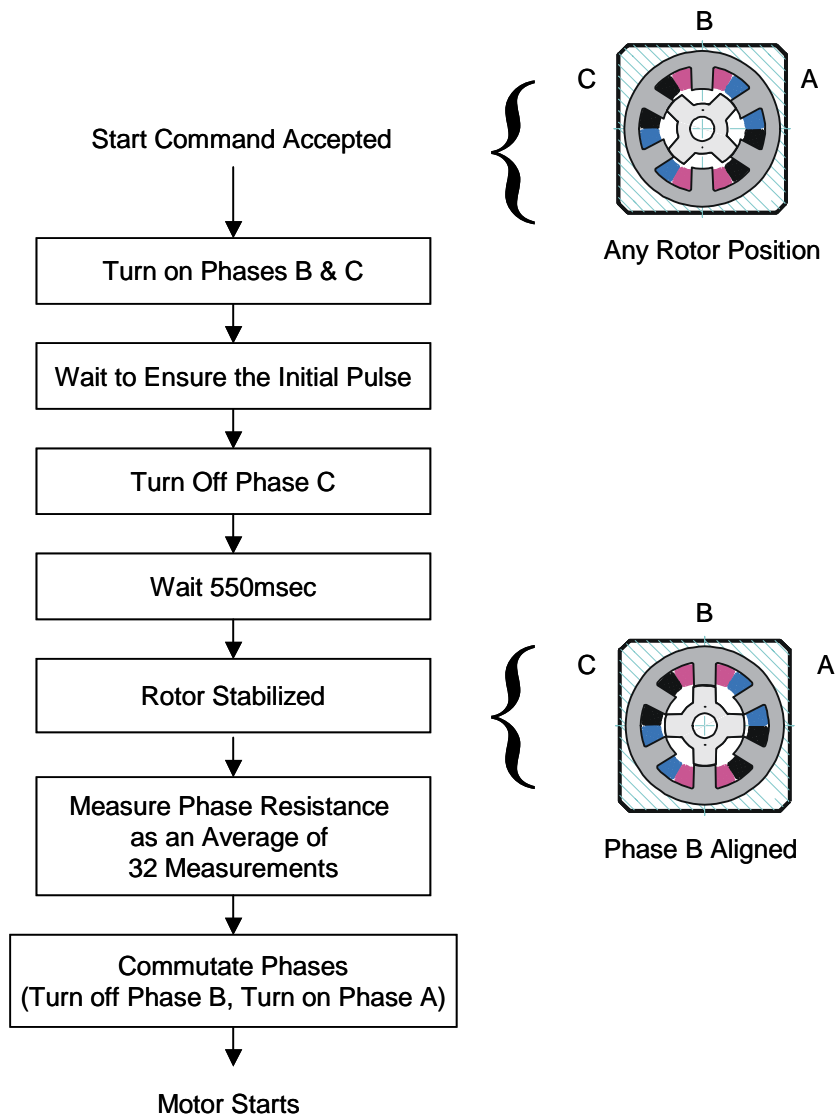 B
C
A
Start Command Accepted
Any Rotor Position
Turn on Phases B & C
Wait to Ensure the Initial Pulse
Turn Off Phase C
Wait 550msec
B
C
A
Rotor Stabilized
Measure Phase Resistance
as an Average of
32 Measurements
Phase B Aligned
Commutate Phases
(Turn off Phase B, Turn on Phase A)
Motor Starts